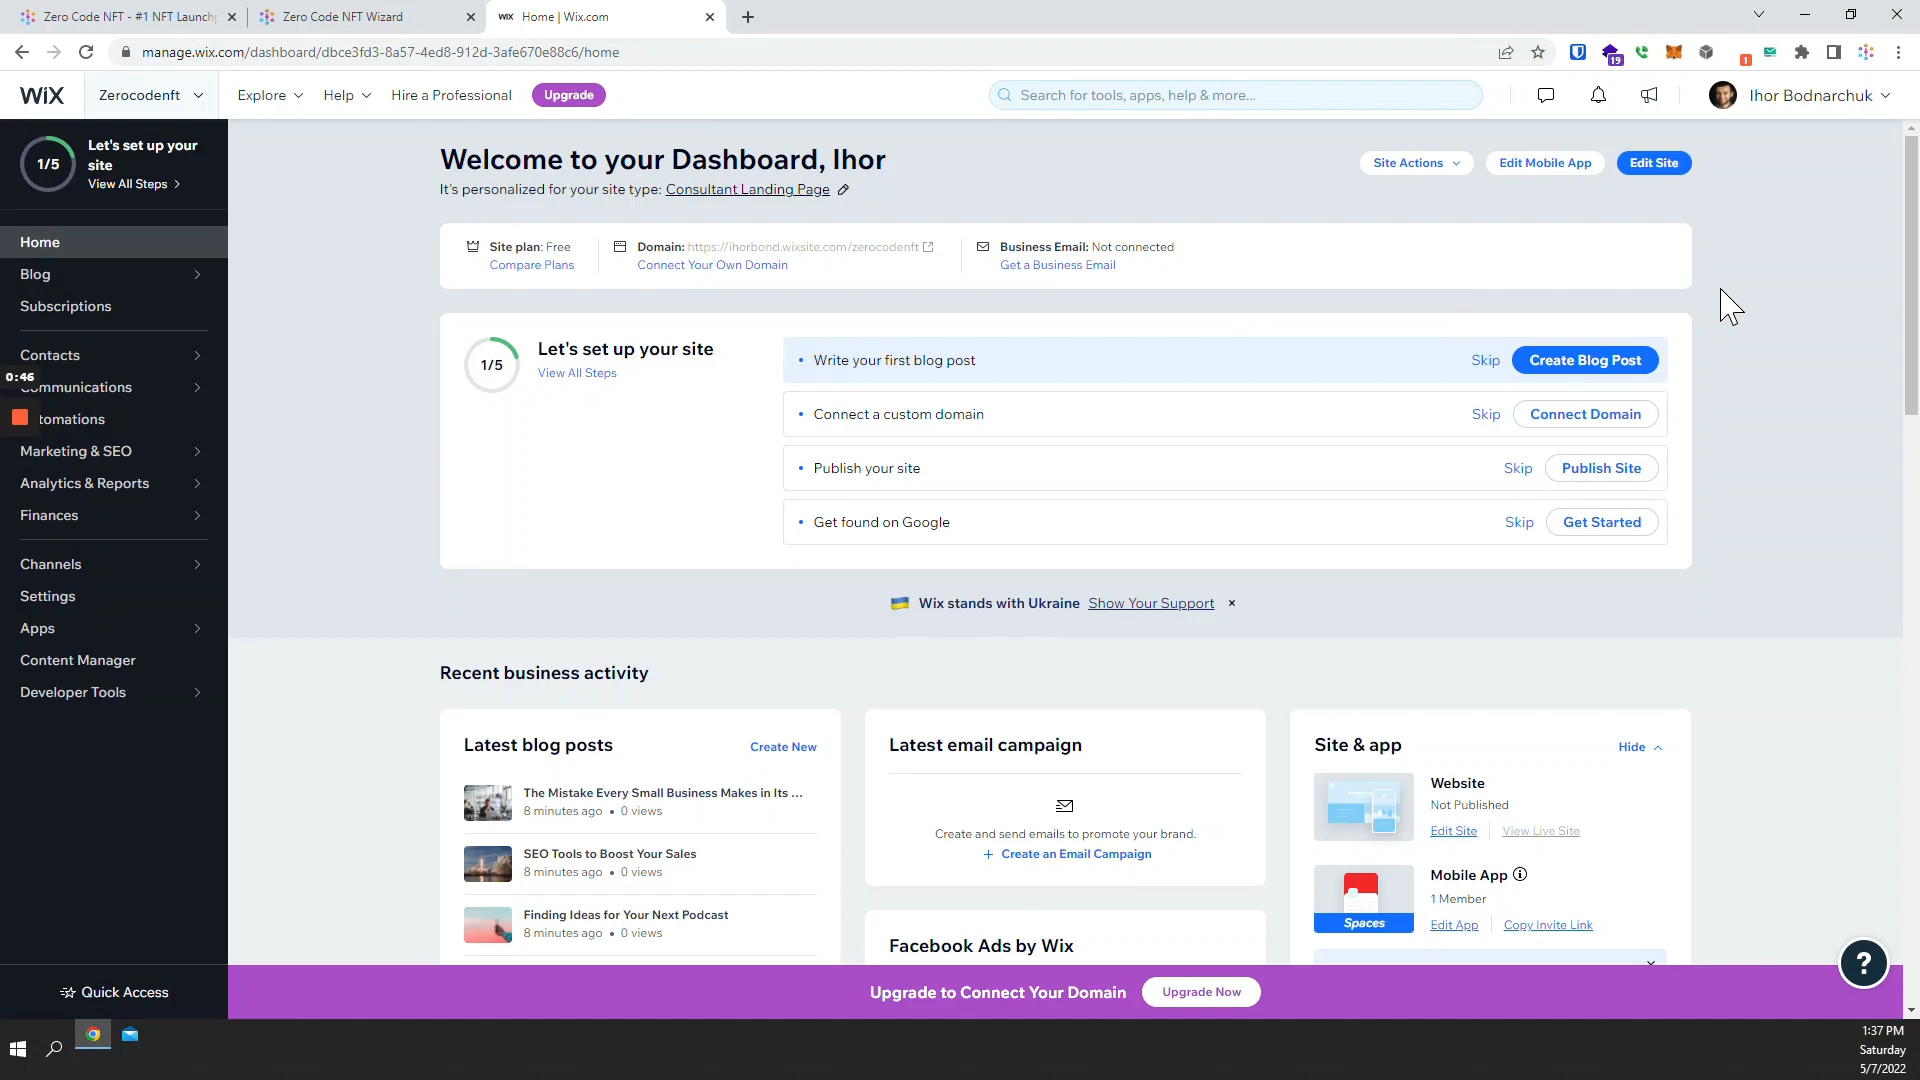 Zero Code NFT - #1 NFT Launchp
Zero Code NFT Wizard
WIX Home | Wix.com
manage.wix.com/dashboard/dbce3fd3-8a57-4ed8-912d-3afe670e88c6/home
19
1
WIX
Zerocodenft
Explore
Help
Hire a Professional
Upgrade
Search for tools, apps, help & more...
Ihor Bodnarchuk
1/5
Let's set up your
site
View All Steps
Home
Blog
Subscriptions
Contacts
0:46
ommunications
tomations
Marketing & SEO
Analytics & Reports
Finances
Channels
Settings
Apps
Content Manager
Developer Tools
Quick Access
Welcome to your Dashboard, Ihor
It's personalized for your site type: Consultant Landing Page
Site Actions
Edit Mobile App
Edit Site
Site plan: Free
Compare Plans
Domain: https://ihorbond.wixsite.com/zerocodenft
Connect Your Own Domain
Business Email: Not connected
Get a Business Email
1/5
Let's set up your site
View All Steps
Write your first blog post
Skip
Create Blog Post
Connect a custom domain
Skip
Connect Domain
Publish your site
Skip
Publish Site
Get found on Google
Skip
Get Started
Wix stands with Ukraine Show Your Support
Recent business activity
Latest blog posts
Create New
The Mistake Every Small Business Makes in Its ...
8 minutes ago • 0 views
SEO Tools to Boost Your Sales
8 minutes ago • 0 views
Finding Ideas for Your Next Podcast
8 minutes ago • 0 views
Latest email campaign
Create and send emails to promote your brand.
+ Create an Email Campaign
Facebook Ads by Wix
Site & app
Hide
Website
Not Published
Edit Site
View Live Site
Spaces
Mobile App
1 Member
Edit App
Copy Invite Link
?
Upgrade to Connect Your Domain
Upgrade Now
1:37 PM
Saturday
5/7/2022